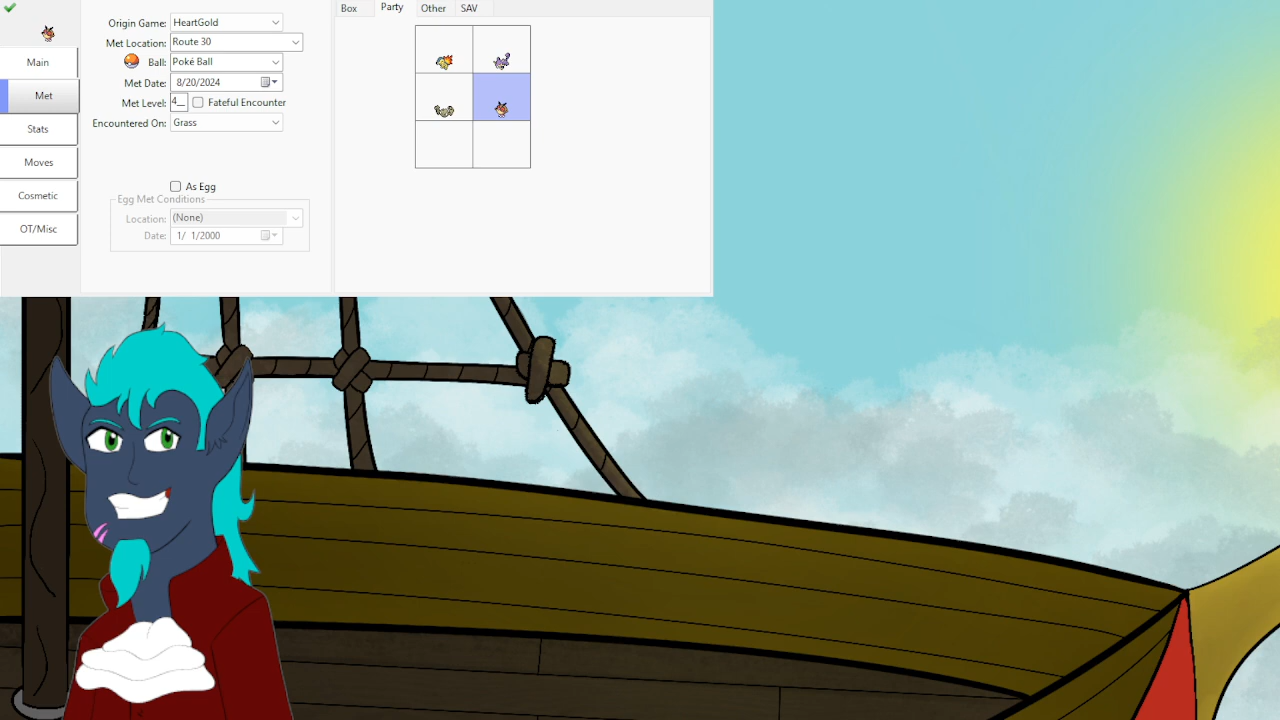 Main
Met
Stats
Moves
Cosmetic
OT/Misc
Origin Game: HeartGold
Met Location: Route 30
Ball: Poké Ball
Met Date: 8/20/2024
Met Level: 4_ Fateful Encounter
Encountered On: Grass
As Egg
Egg Met Conditions
Location: (None)
Date: 1/ 1/2000
Box Party Other SAV